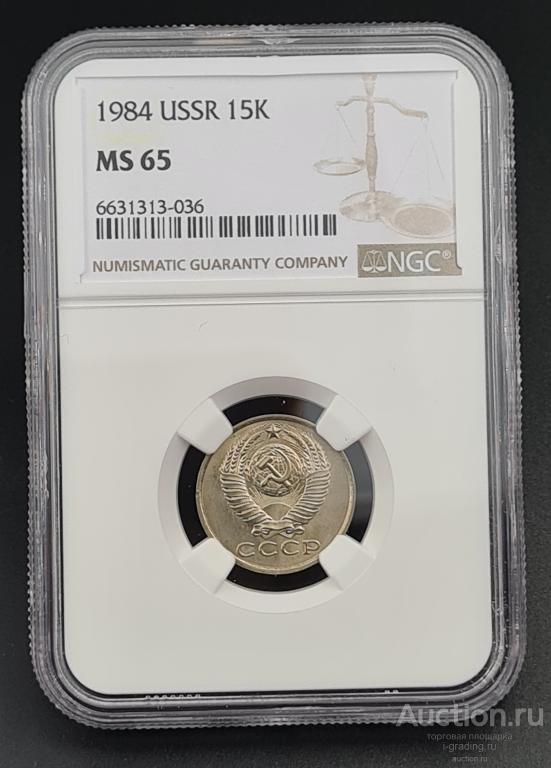 1984 USSR 15K
MS 65
6631313-036
NUMISMATIC GUARANTY COMPANY
NGC®
СССР
Auction.ru
торговая площадка
i-grading.ru
auction.ru